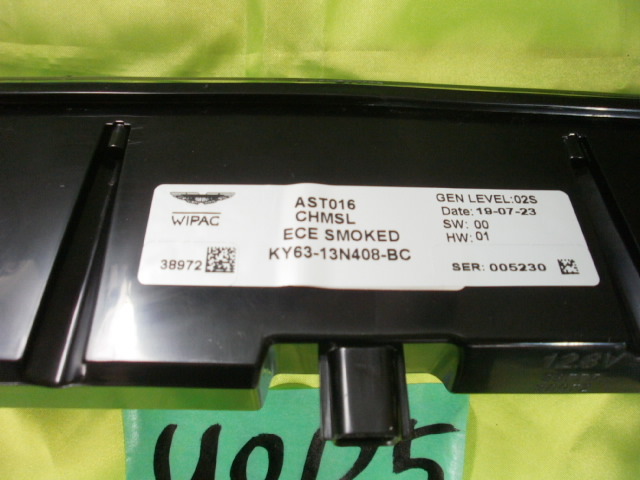 WIPAC
38972
AST016
CHMSL
ECE SMOKED
KY63-13N408-BC
GEN LEVEL:02S
Date: 19-07-23
SW: 00
HW: 01
SER: 005230
12.8V